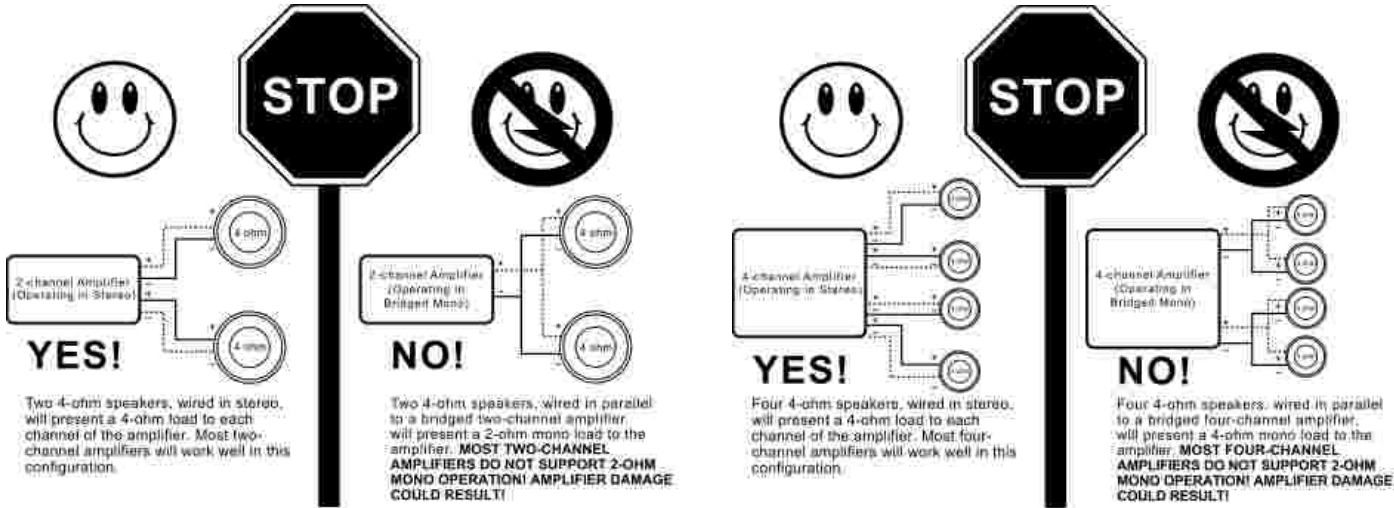 STOP
4 ohm
2-channel Amplifier
(Operating in Stereo)
4 ohm
YES!
Two 4-ohm speakers, wired in stereo,
will present a 4-ohm load to each
channel of the amplifier. Most two-
channel amplifiers will work well in this
configuration.
4 ohm
2-channel Amplifier
(Operating in
Bridged Mono)
4 ohm
NO!
Two 4-ohm speakers, wired in parallel
to a bridged two-channel amplifier
will present a 2-ohm mono load to the
amplifier. MOST TWO-CHANNEL
AMPLIFIERS DO NOT SUPPORT 2-OHM
MONO OPERATION! AMPLIFIER DAMAGE
COULD RESULT!
STOP
4-channel Amplifier
(Operating in Stereo)
YES!
Four 4-ohm speakers, wired in stereo,
will present a 4-ohm load to each
channel of the amplifier. Most four-
channel amplifiers will work well in this
configuration.
4-channel Amplifier
(Operating in
Bridged Mono)
NO!
Four 4-ohm speakers, wired in parallel
to a bridged four-channel amplifier,
will present a 4-ohm mono load to the
amplifier. MOST FOUR-CHANNEL
AMPLIFIERS DO NOT SUPPORT 2-OHM
MONO OPERATION! AMPLIFIER DAMAGE
COULD RESULT!